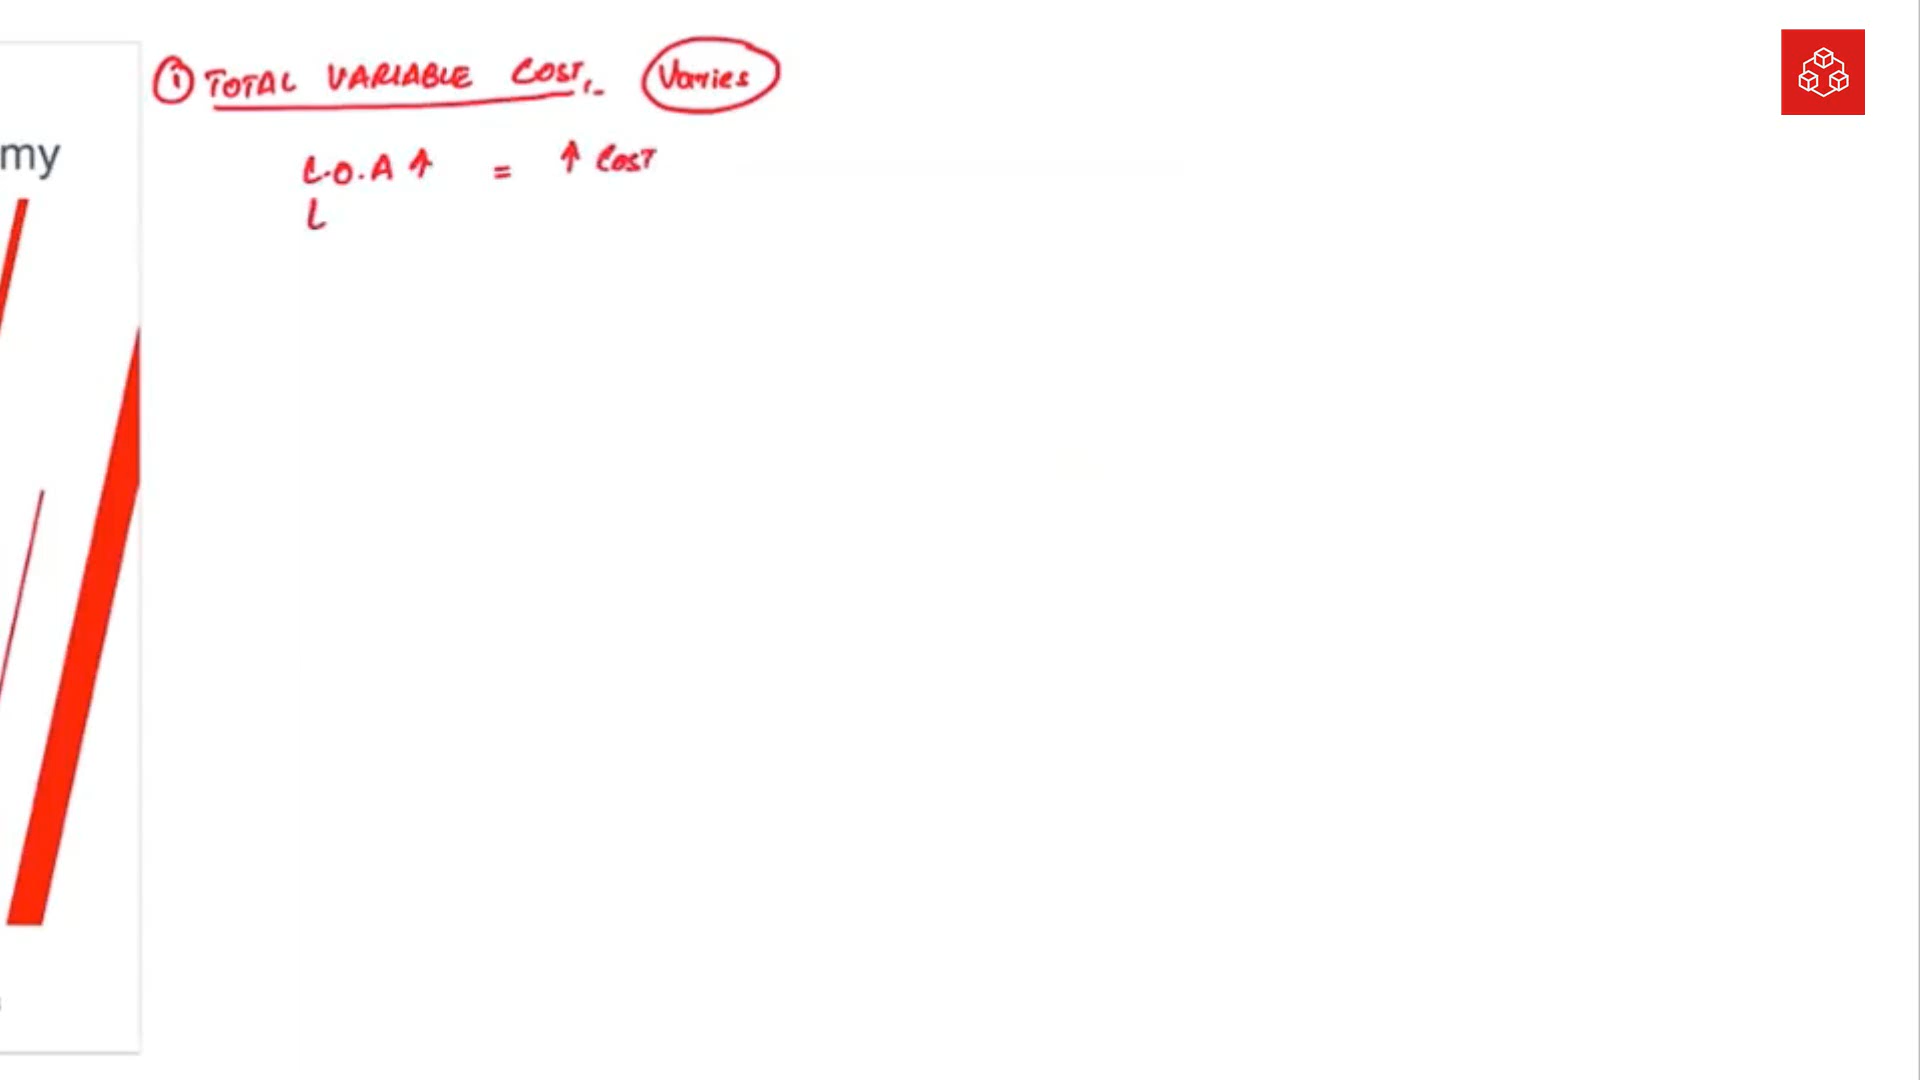 my
① TOTAL VARIABLE COST,- Varies
L.O.A ↑ = ↑ COST
L